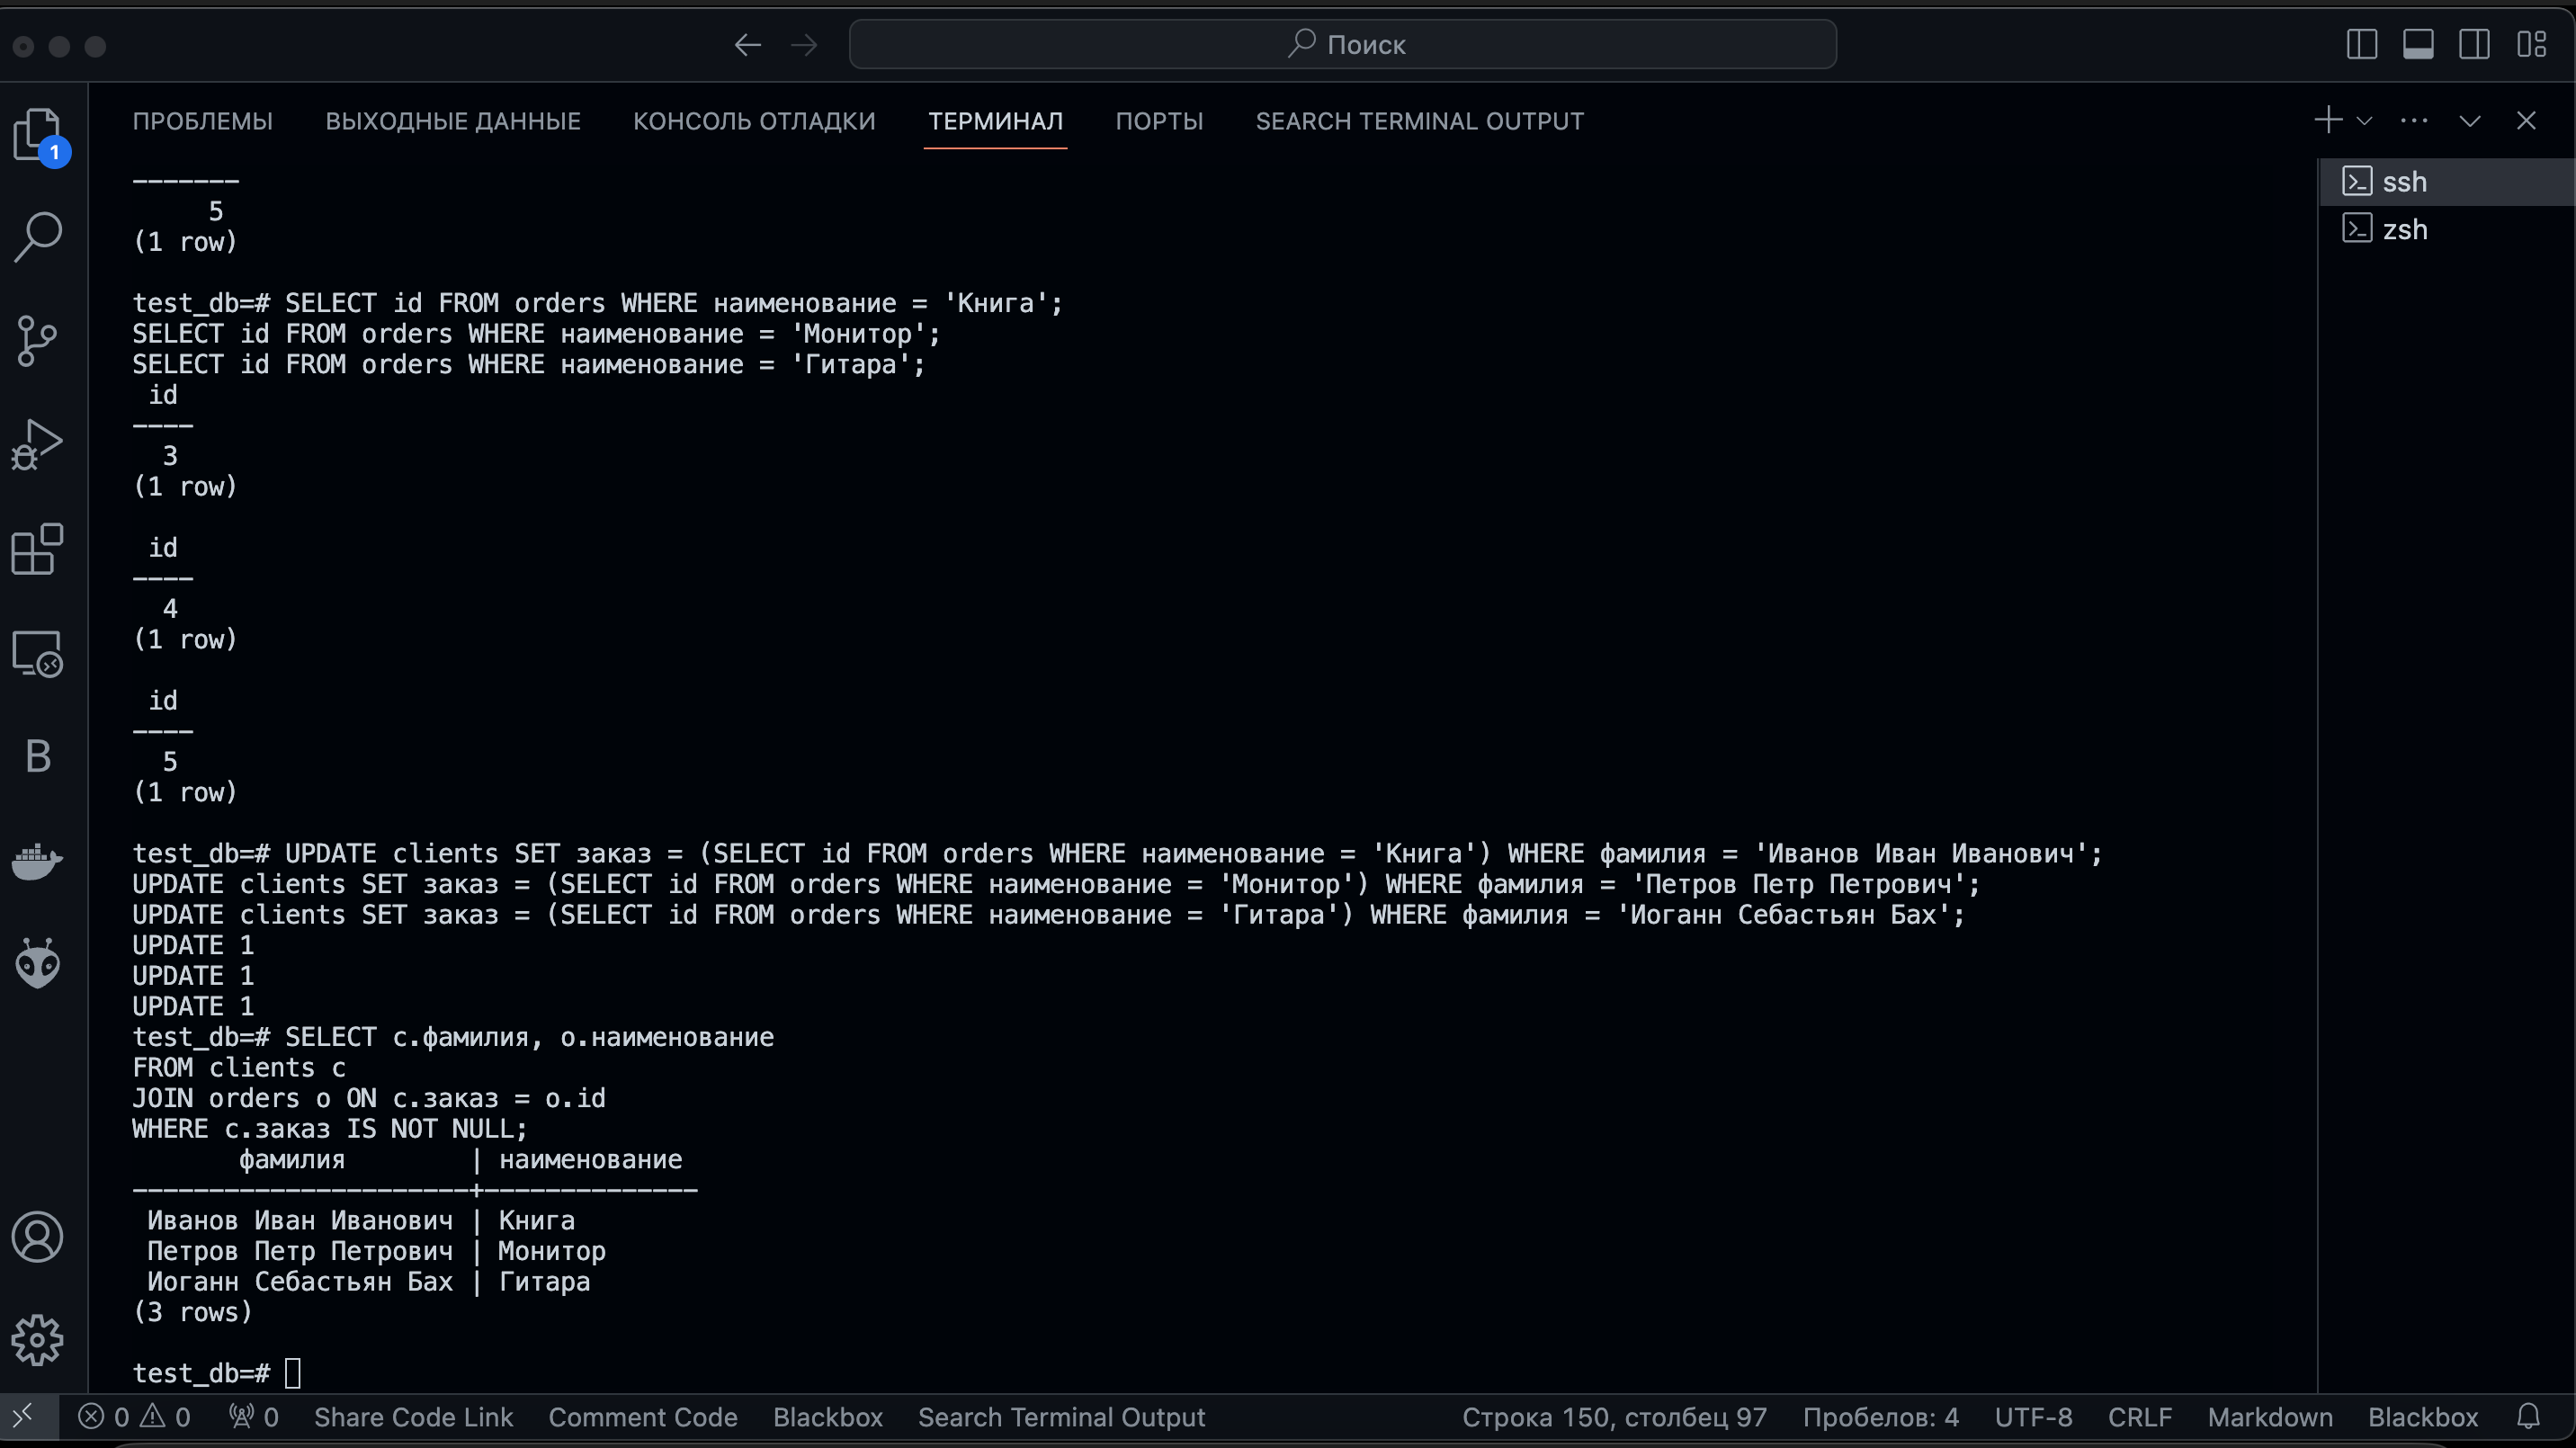 Поиск
1
ПРОБЛЕМЫ ВЫХОДНЫЕ ДАННЫЕ КОНСОЛЬ ОТЛАДКИ ТЕРМИНАЛ ПОРТЫ SEARCH TERMINAL OUTPUT
ssh
zsh
-------
5
(1 row)
test_db=# SELECT id FROM orders WHERE наименование = 'Книга';
SELECT id FROM orders WHERE наименование = 'Монитор';
SELECT id FROM orders WHERE наименование = 'Гитара';
id
----
3
(1 row)
id
----
4
(1 row)
id
----
5
(1 row)
test_db=# UPDATE clients SET заказ = (SELECT id FROM orders WHERE наименование = 'Книга') WHERE фамилия = 'Иванов Иван Иванович';
UPDATE clients SET заказ = (SELECT id FROM orders WHERE наименование = 'Монитор') WHERE фамилия = 'Петров Петр Петрович';
UPDATE clients SET заказ = (SELECT id FROM orders WHERE наименование = 'Гитара') WHERE фамилия = 'Иоганн Себастьян Бах';
UPDATE 1
UPDATE 1
UPDATE 1
test_db=# SELECT c.фамилия, o.наименование
FROM clients c
JOIN orders o ON c.заказ = o.id
WHERE c.заказ IS NOT NULL;
фамилия | наименование
----------------------+--------------
Иванов Иван Иванович | Книга
Петров Петр Петрович | Монитор
Иоганн Себастьян Бах | Гитара
(3 rows)
test_db=#
B
0 0 0 Share Code Link Comment Code Blackbox Search Terminal Output Строка 150, столбец 97 Пробелов: 4 UTF-8 CRLF Markdown Blackbox